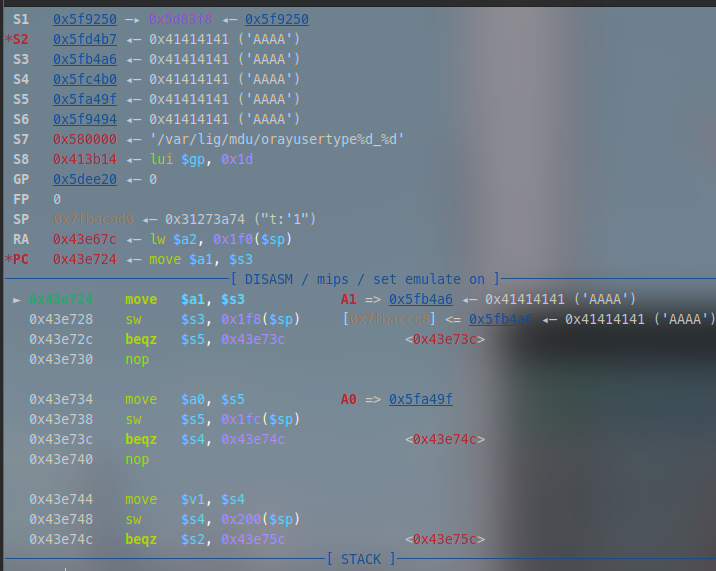 S1 0x5f9250 —▸ 0x5d83f8 ◂— 0x5f9250
*S2 0x5fd4b7 ◂— 0x41414141 ('AAAA')
S3 0x5fb4a6 ◂— 0x41414141 ('AAAA')
S4 0x5fc4b0 ◂— 0x41414141 ('AAAA')
S5 0x5fa49f ◂— 0x41414141 ('AAAA')
S6 0x5f9494 ◂— 0x41414141 ('AAAA')
S7 0x580000 ◂— '/var/lig/mdu/orayusertype%d_%d'
S8 0x413b14 ◂— lui $gp, 0x1d
GP 0x5dee20 ◂— 0
FP 0
SP ◂— 0x31273a74 ("t:'1")
RA 0x43e67c ◂— lw $a2, 0x1f0($sp)
*PC 0x43e724 ◂— move $a1, $s3
[ DISASM / mips / set emulate on ]
► 0x43e724 move $a1, $s3 A1 => 0x5fb4a6 ◂— 0x41414141 ('AAAA')
0x43e728 sw $s3, 0x1f8($sp) <= 0x5fb4a6 ◂— 0x41414141 ('AAAA')
0x43e72c beqz $s5, 0x43e73c <0x43e73c>
0x43e730 nop
0x43e734 move $a0, $s5 A0 => 0x5fa49f
0x43e738 sw $s5, 0x1fc($sp)
0x43e73c beqz $s4, 0x43e74c <0x43e74c>
0x43e740 nop
0x43e744 move $v1, $s4
0x43e748 sw $s4, 0x200($sp)
0x43e74c beqz $s2, 0x43e75c <0x43e75c>
[ STACK ]